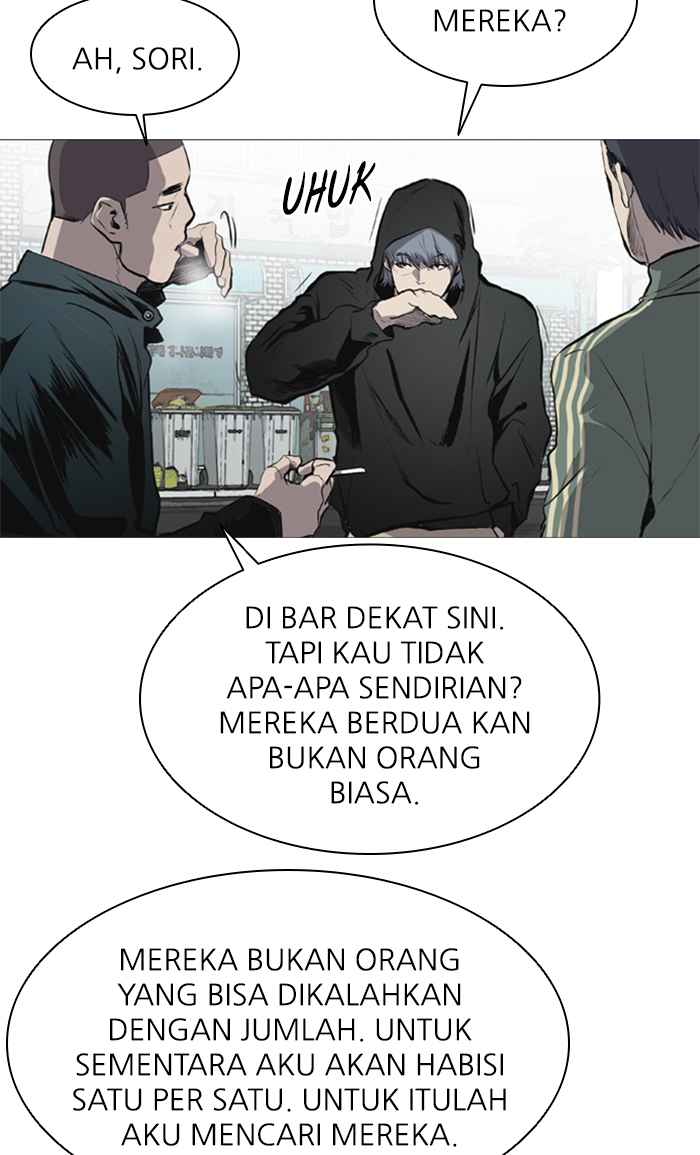 MEREKA?
AH, SORI.
UHUK
DI BAR DEKAT SINI.
TAPI KAU TIDAK
APA-APA SENDIRIAN?
MEREKA BERDUA KAN
BUKAN ORANG
BIASA.
MEREKA BUKAN ORANG
YANG BISA DIKALAHKAN
DENGAN JUMLAH. UNTUK
SEMENTARA AKU AKAN HABISI
SATU PER SATU. UNTUK ITULAH
AKU MENCARI MEREKA.